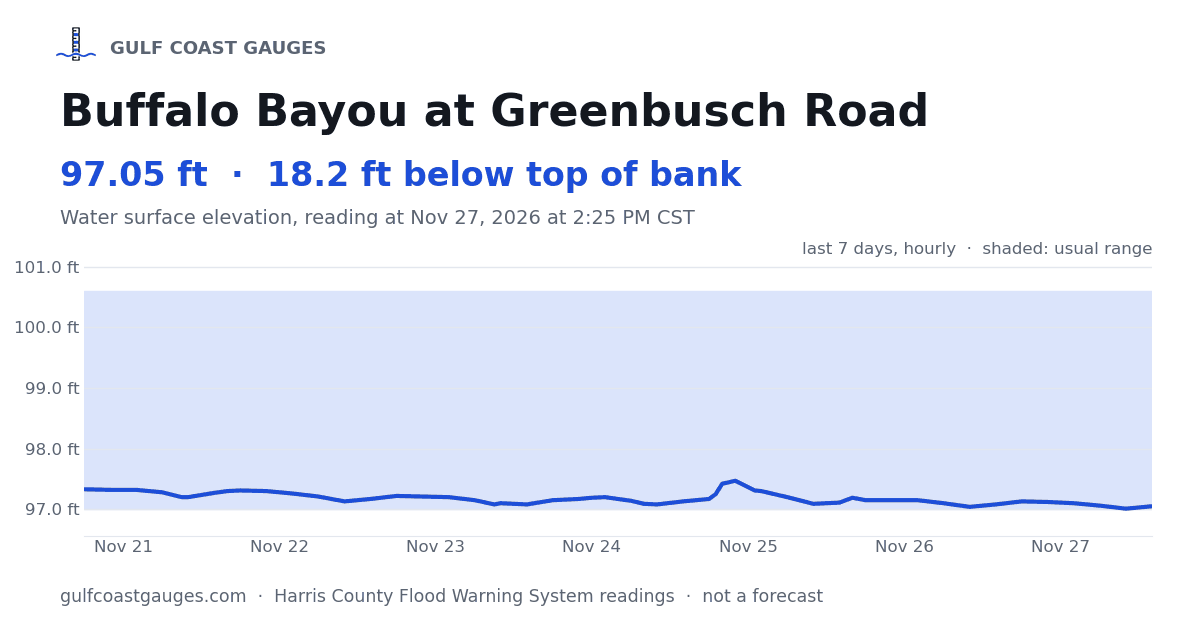 GULF COAST GAUGES
Buffalo Bayou at Greenbusch Road
97.05 ft · 18.2 ft below top of bank
Water surface elevation, reading at Nov 27, 2026 at 2:25 PM CST
last 7 days, hourly · shaded: usual range
101.0 ft
100.0 ft
99.0 ft
98.0 ft
97.0 ft
Nov 21 Nov 22 Nov 23 Nov 24 Nov 25 Nov 26 Nov 27
gulfcoastgauges.com · Harris County Flood Warning System readings · not a forecast